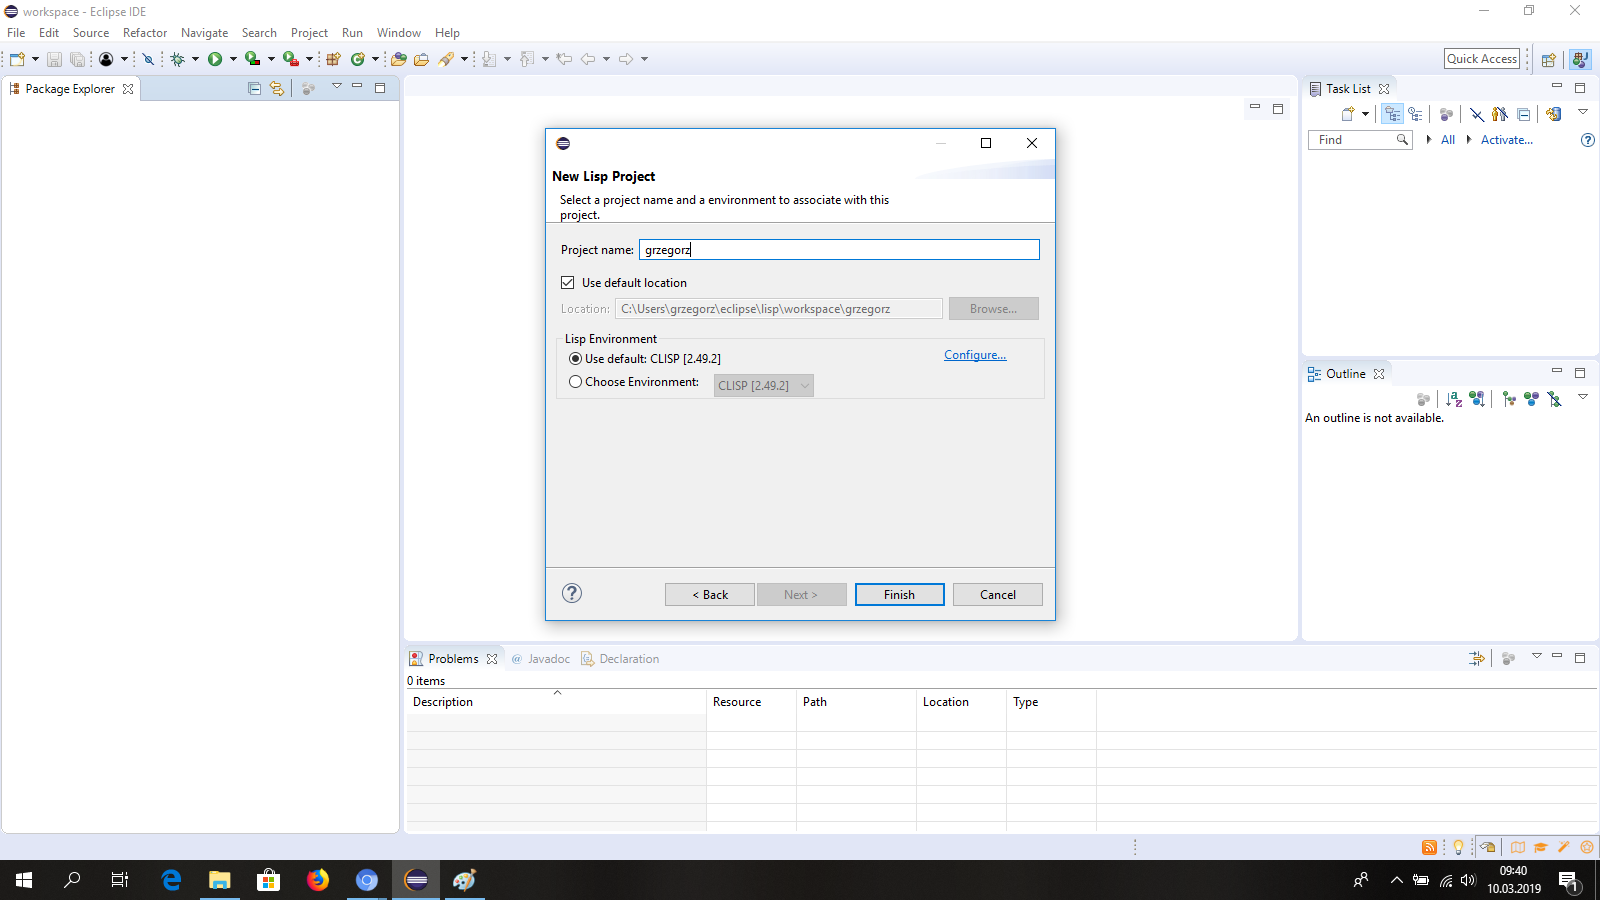 workspace - Eclipse IDE
File Edit Source Refactor Navigate Search Project Run Window Help
Quick Access
Package Explorer
Task List
Find
All
Activate...
New Lisp Project
Select a project name and a environment to associate with this
project.
Project name: grzegorz
Use default location
Location: C:\Users\grzegorz\eclipse\lisp\workspace\grzegorz Browse...
Lisp Environment
Use default: CLISP [2.49.2] Configure...
Choose Environment: CLISP [2.49.2]
< Back Next > Finish Cancel
Outline
An outline is not available.
Problems @ Javadoc Declaration
0 items
Description Resource Path Location Type
09:40
10.03.2019
1